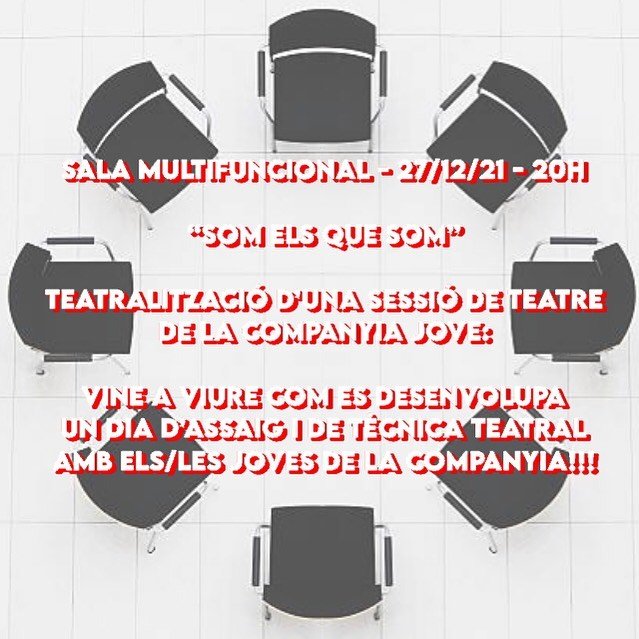 SALA MULTIFUNCIONAL - 27/12/21 - 20H
"SOM ELS QUE SOM"
TEATRALITZACIÓ D'UNA SESSIÓ DE TEATRE
DE LA COMPANYIA JOVE:
VINE A VIURE COM ES DESENVOLUPA
UN DIA D'ASSAIG I DE TÈCNICA TEATRAL
AMB ELS/LES JOVES DE LA COMPANYIA!!!!